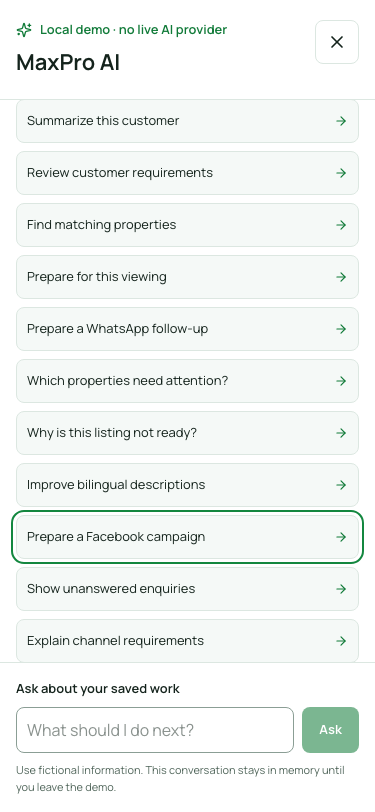 Local demo · no live AI provider
MaxPro AI
Summarize this customer
Review customer requirements
Find matching properties
Prepare for this viewing
Prepare a WhatsApp follow-up
Which properties need attention?
Why is this listing not ready?
Improve bilingual descriptions
Prepare a Facebook campaign
Show unanswered enquiries
Explain channel requirements
Ask about your saved work
What should I do next?
Ask
Use fictional information. This conversation stays in memory until
you leave the demo.